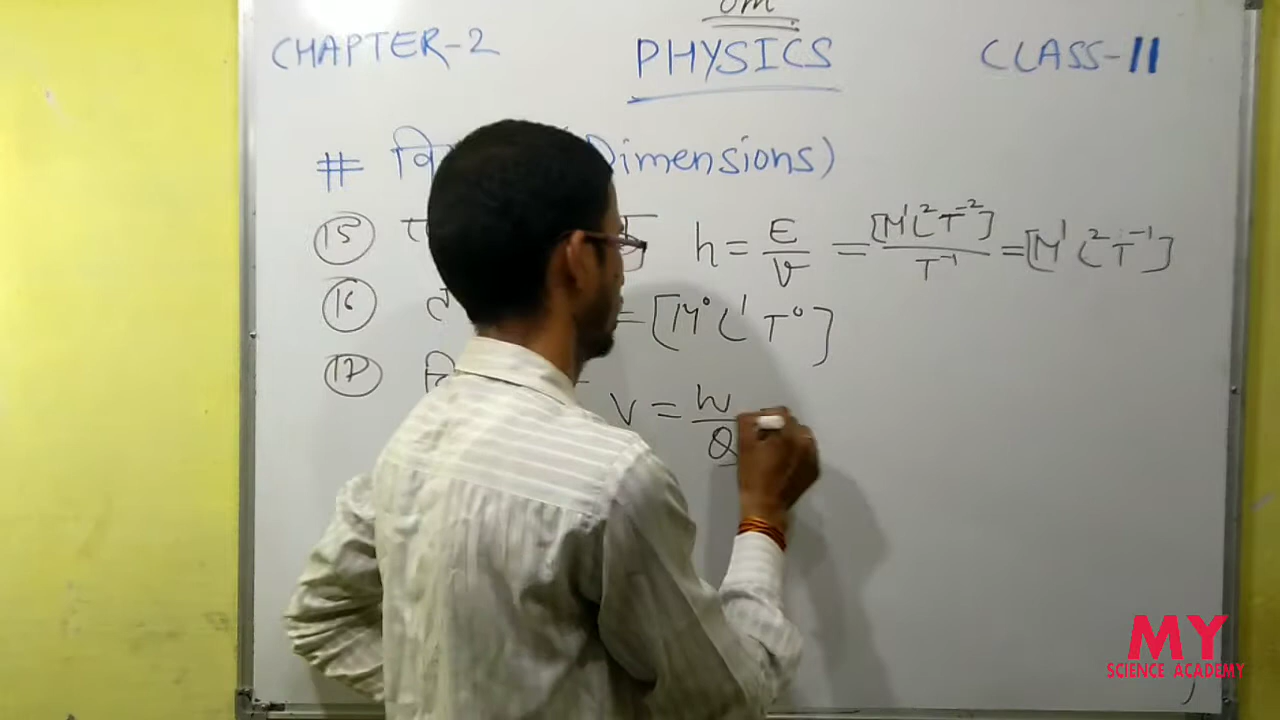 om
CHAPTER-2 PHYSICS CLASS-11
# (Dimensions)
15 h = E/ν = [M¹L²T⁻²]/T⁻¹ = [M¹L²T⁻¹]
16 = [M⁰L¹T⁰]
17 V = W/Q =
MY
SCIENCE ACADEMY